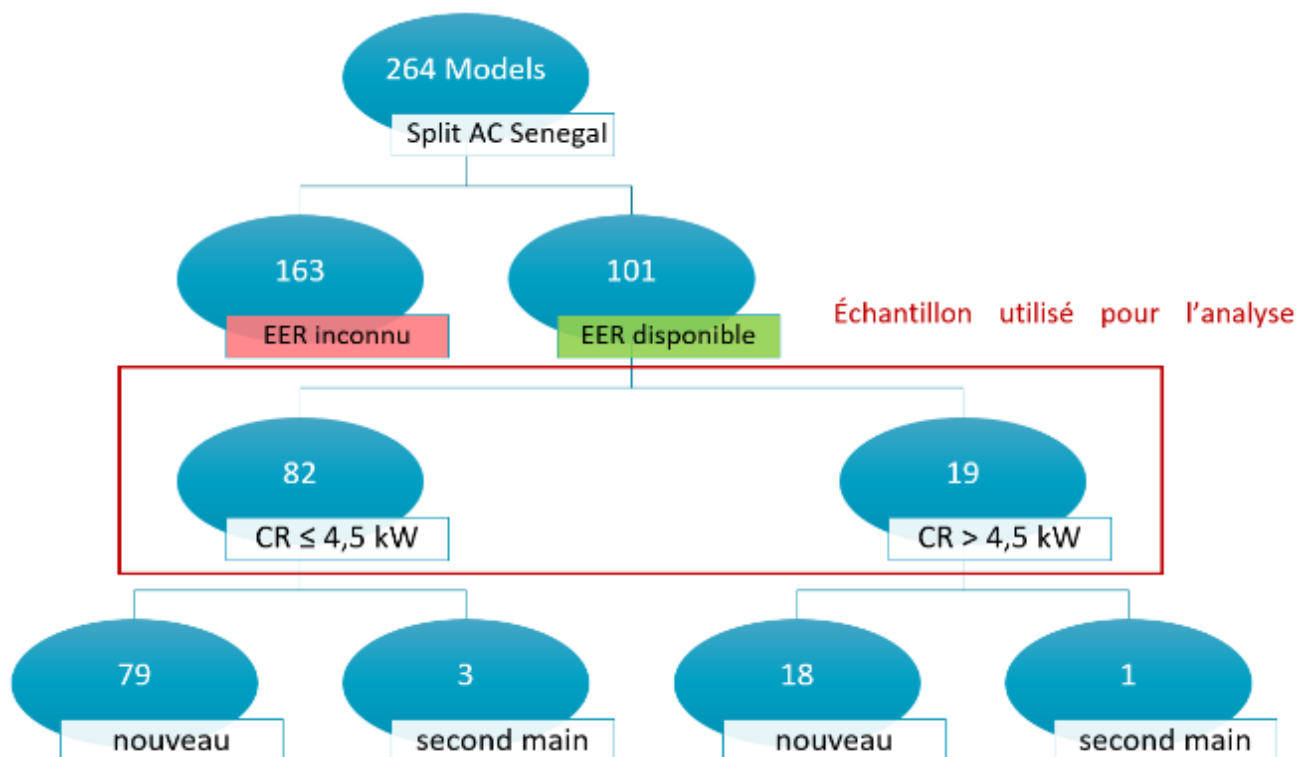 264 Models
Split AC Senegal
163
EER inconnu
101
EER disponible
Échantillon utilisé pour l'analyse
82
CR ≤ 4,5 kW
19
CR > 4,5 kW
79
nouveau
3
second main
18
nouveau
1
second main